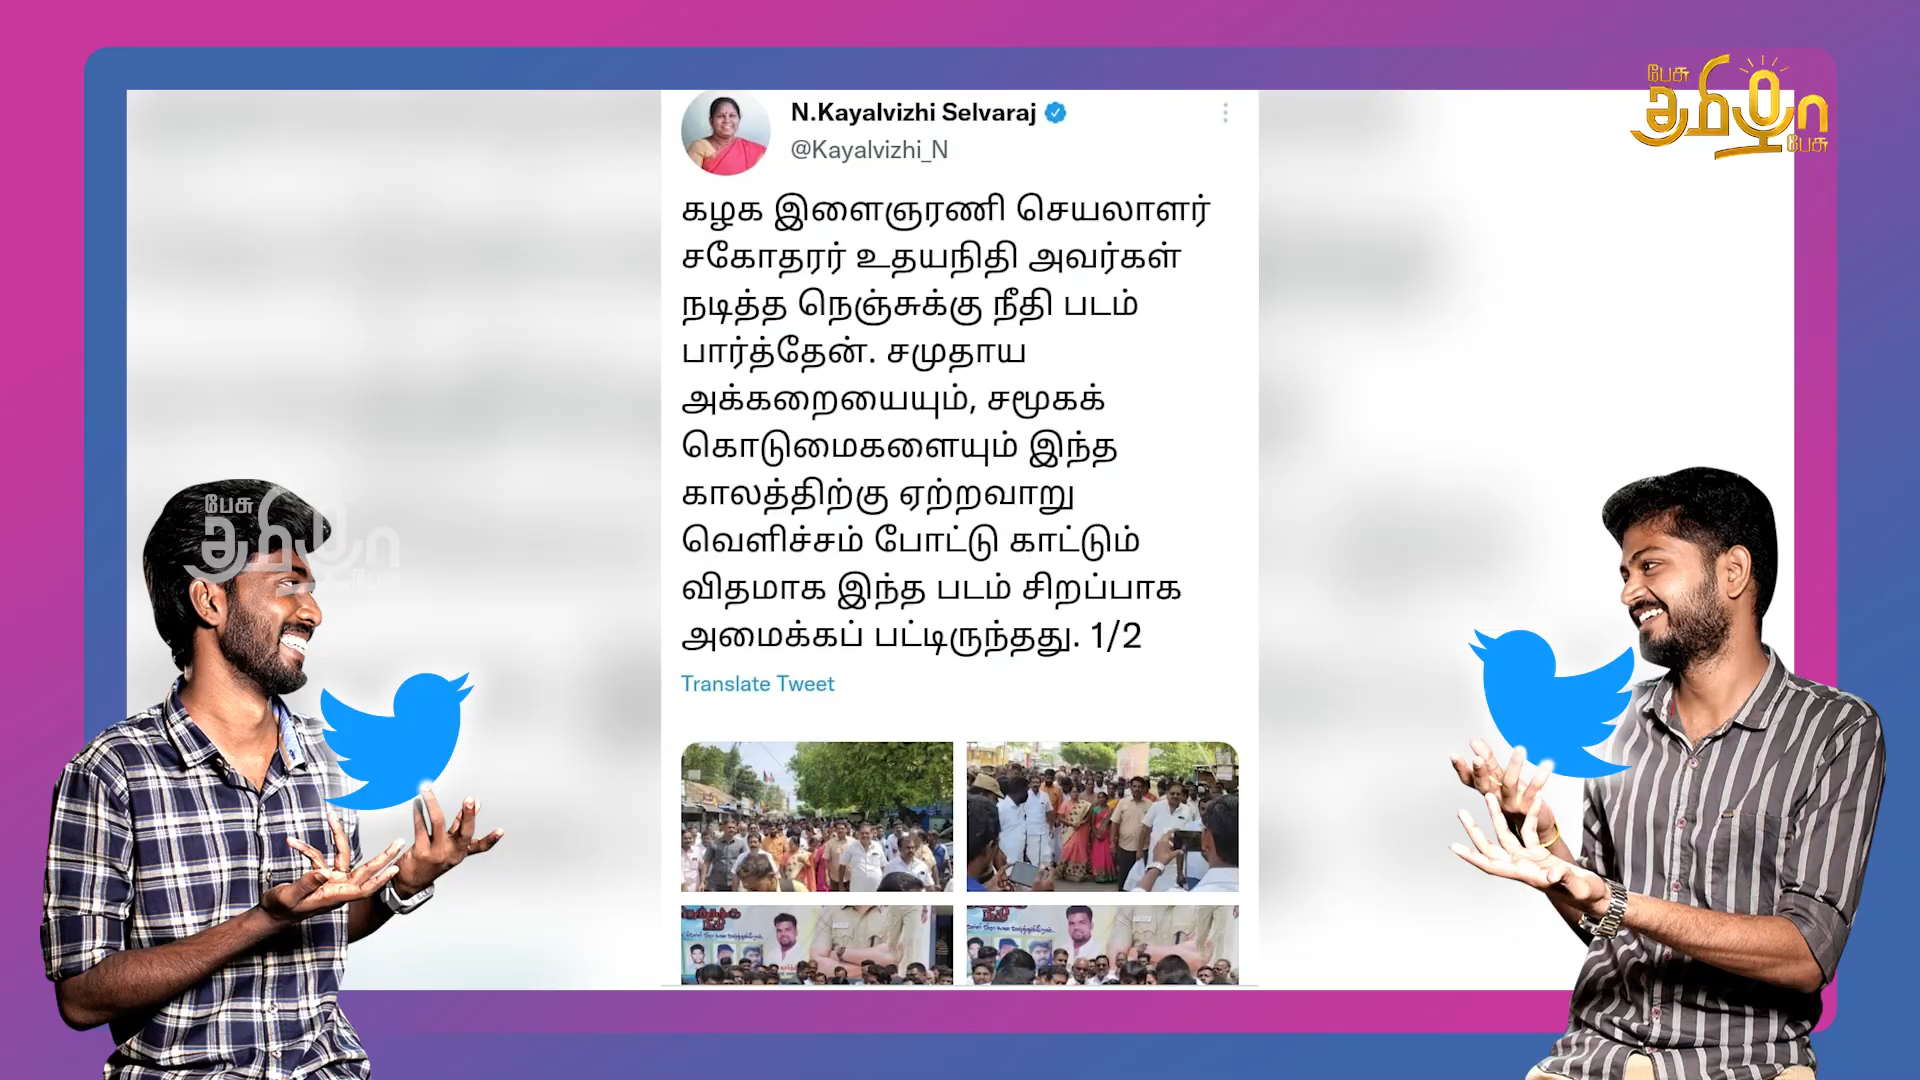 பேசு
தமிழா
பேசு
N.Kayalvizhi Selvaraj
@Kayalvizhi_N
கழக இளைஞரணி செயலாளர்
சகோதரர் உதயநிதி அவர்கள்
நடித்த நெஞ்சுக்கு நீதி படம்
பார்த்தேன். சமுதாய
அக்கறையையும், சமூகக்
கொடுமைகளையும் இந்த
காலத்திற்கு ஏற்றவாறு
வெளிச்சம் போட்டு காட்டும்
விதமாக இந்த படம் சிறப்பாக
அமைக்கப் பட்டிருந்தது. 1/2
Translate Tweet
பேசு
தமிழா
பேசு